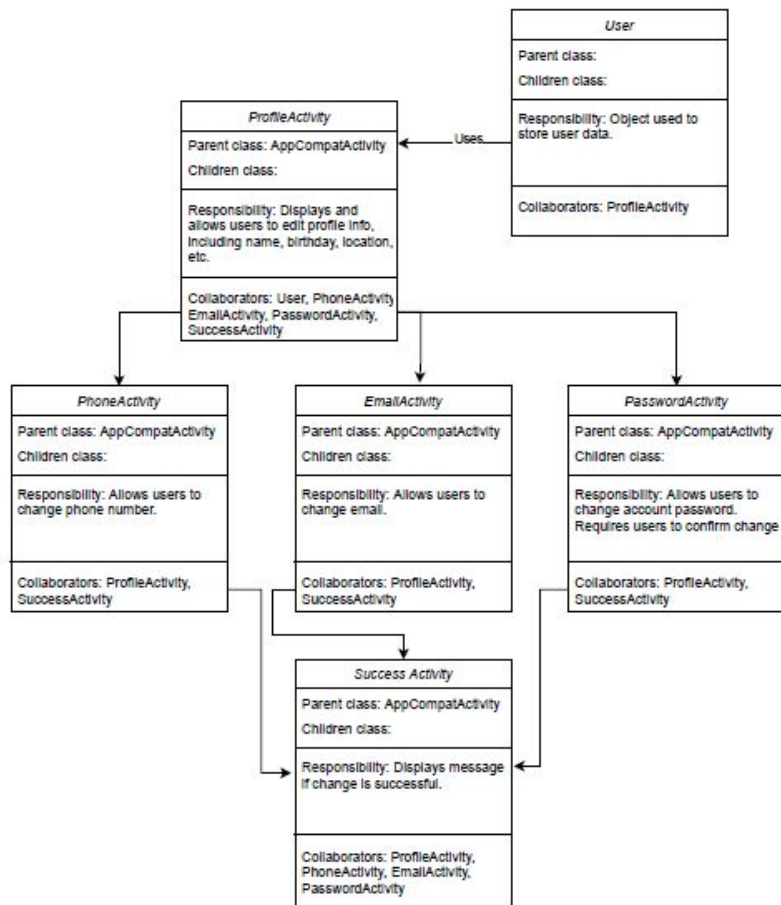 User
Parent class:
Children class:
Responsibility: Object used to
store user data.
Collaborators: ProfileActivity
Uses
ProfileActivity
Parent class: AppCompatActivity
Children class:
Responsibility: Displays and
allows users to edit profile info,
including name, birthday, location,
etc.
Collaborators: User, PhoneActivity
EmailActivity, PasswordActivity,
SuccessActivity
PhoneActivity
Parent class: AppCompatActivity
Children class:
Responsibility: Allows users to
change phone number.
Collaborators: ProfileActivity,
SuccessActivity
EmailActivity
Parent class: AppCompatActivity
Children class:
Responsibility: Allows users to
change email.
Collaborators: ProfileActivity,
SuccessActivity
PasswordActivity
Parent class: AppCompatActivity
Children class:
Responsibility: Allows users to
change account password.
Requires users to confirm change
Collaborators: ProfileActivity,
SuccessActivity
Success Activity
Parent class: AppCompatActivity
Children class:
Responsibility: Displays message
if change is successful.
Collaborators: ProfileActivity,
PhoneActivity, EmailActivity,
PasswordActivity